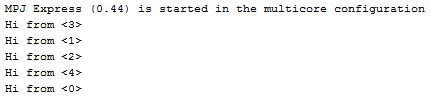 MPJ Express (0.44) is started in the multicore configuration
Hi from <3>
Hi from <1>
Hi from <2>
Hi from <4>
Hi from <0>